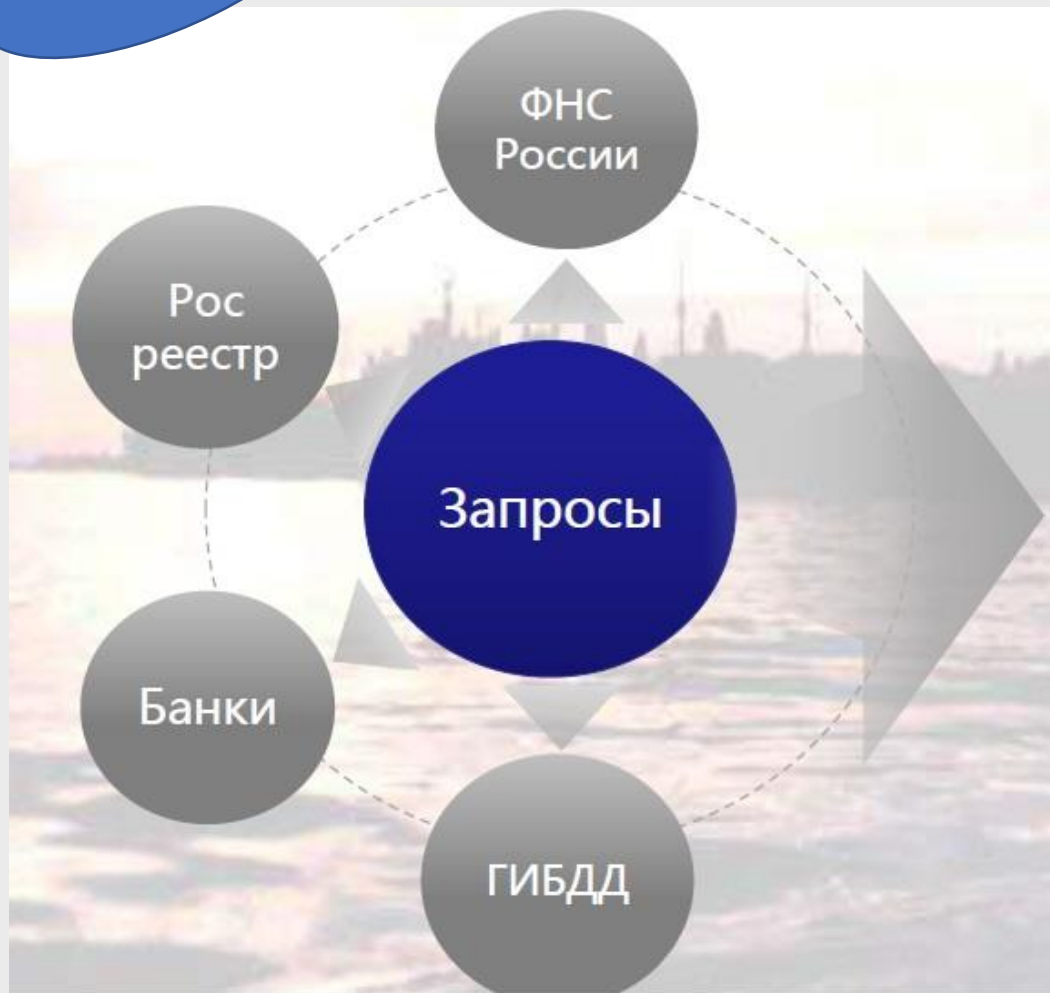 ФНС
России
Рос
реестр
Запросы
Банки
ГИБДД